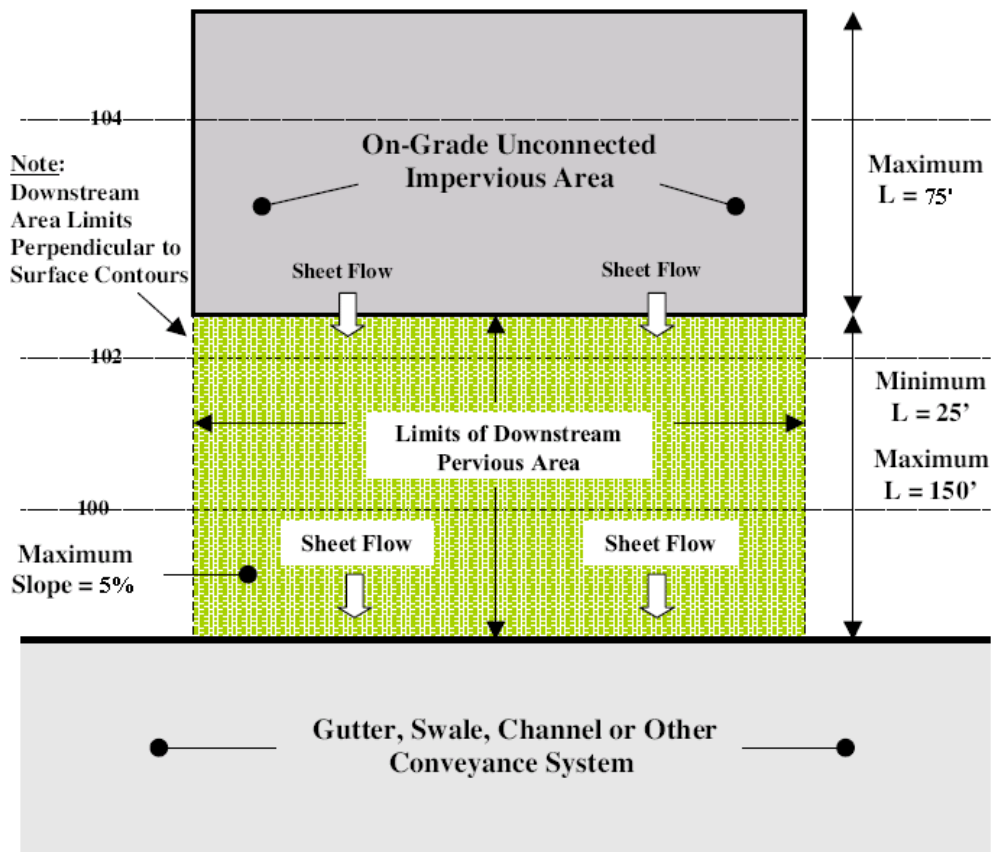 104
On-Grade Unconnected
Impervious Area
Maximum
L = 75'
Note:
Downstream
Area Limits
Perpendicular to
Surface Contours
Sheet Flow
Sheet Flow
102
Minimum
L = 25’
Maximum
L = 150’
Limits of Downstream
Pervious Area
100
Sheet Flow
Sheet Flow
Maximum
Slope = 5%
Gutter, Swale, Channel or Other
Conveyance System